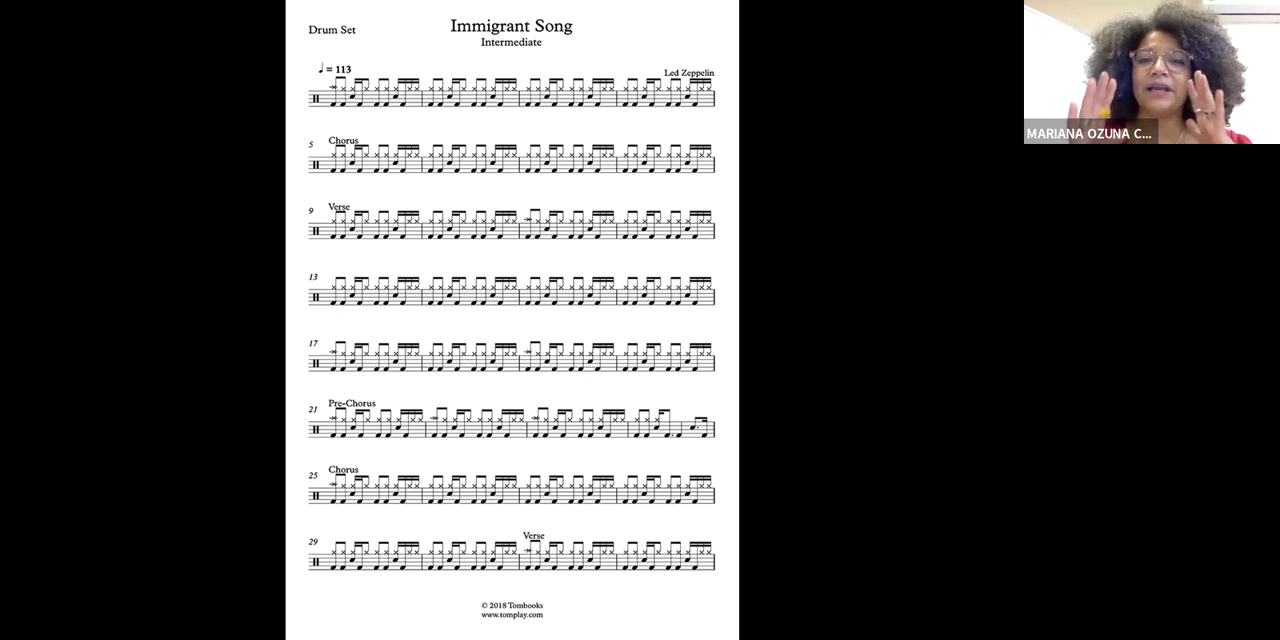 Immigrant Song
Drum Set
Intermediate
♩ = 113
Led Zeppelin
5
Chorus
9
Verse
13
17
21
Pre-Chorus
25
Chorus
29
Verse
© 2018 Tombooks
www.tomplay.com
MARIANA OZUNA C...